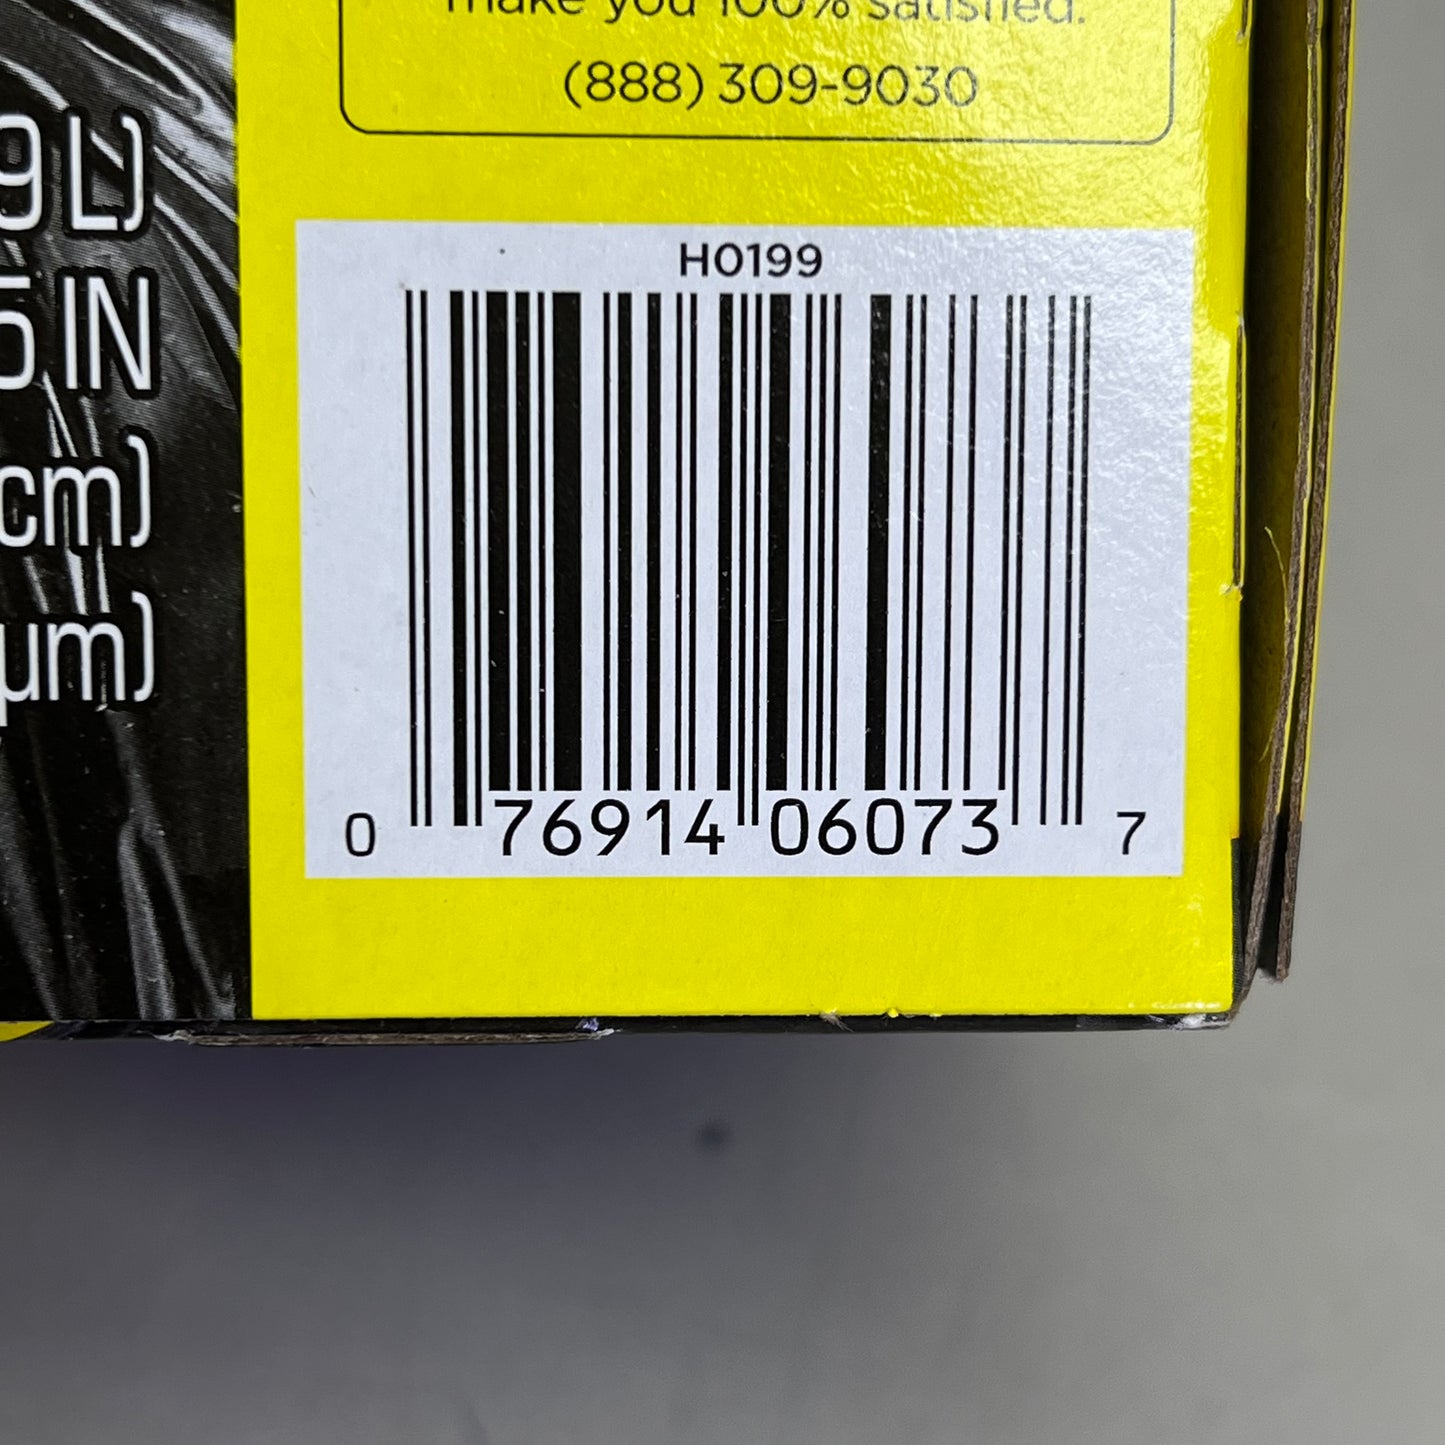 make you 100% satisfied.
(888) 309-9030
9 L)
5 IN
cm)
µm)
H0199
0 76914 06073 7